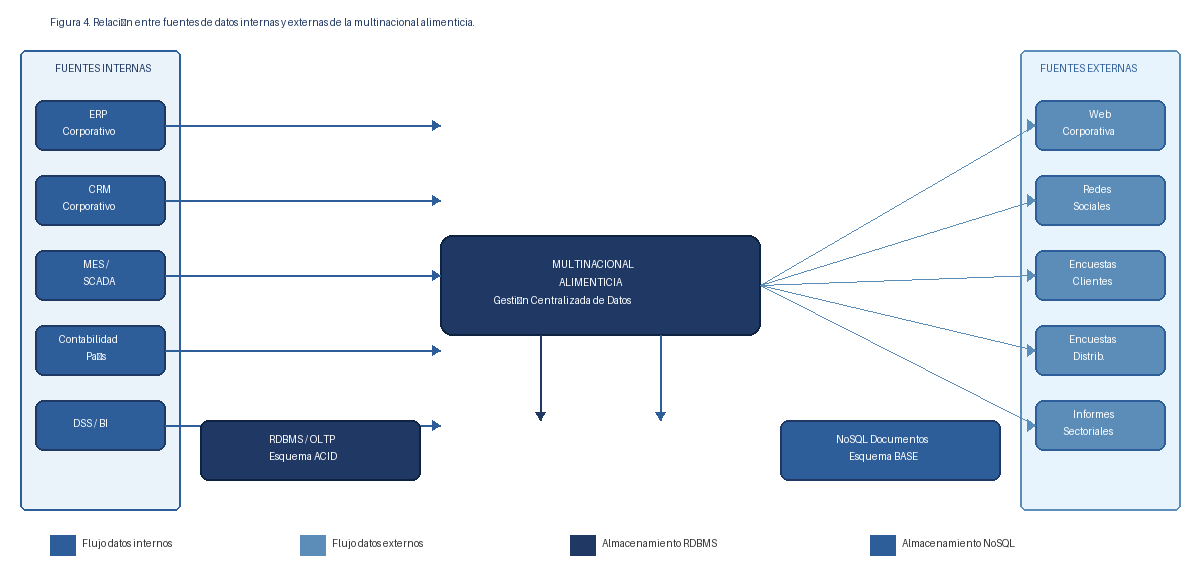 Figura 4. Relaci▯n entre fuentes de datos internas y externas de la multinacional alimenticia.
FUENTES INTERNAS
ERP
Corporativo
CRM
Corporativo
MES /
SCADA
Contabilidad
Pa▯s
DSS / BI
MULTINACIONAL
ALIMENTICIA
Gesti▯n Centralizada de Datos
RDBMS / OLTP
Esquema ACID
NoSQL Documentos
Esquema BASE
FUENTES EXTERNAS
Web
Corporativa
Redes
Sociales
Encuestas
Clientes
Encuestas
Distrib.
Informes
Sectoriales
Flujo datos internos
Flujo datos externos
Almacenamiento RDBMS
Almacenamiento NoSQL